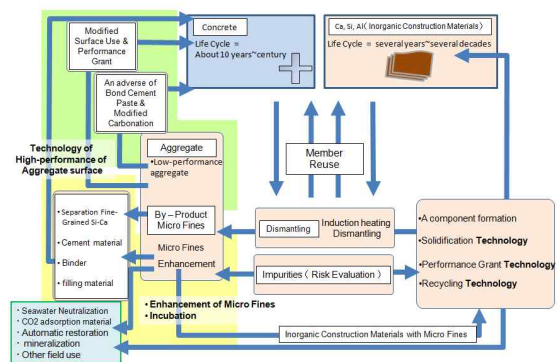 Modified
Surface Use &
Performance
Grant
Concrete
Life Cycle =
About 10 years~century
Ca, Si, Al( Inorganic Construction Materials)
Life Cycle = several years~several decades
An adverse of
Bond Cement
Paste &
Modified
Carbonation
Technology of
High-performance of
Aggregate surface
Aggregate
•Low-performance
aggregate
Member
Reuse
• Separation Fine-
Grained Si-Ca
• Cement material
• Binder
• filling material
By – Product
Micro Fines
Micro Fines
Enhancement
Dismantling
Induction heating
Dismantling
Impurities( Risk Evaluation )
•A component formation
•Solidification Technology
•Performance Grant Technology
•Recycling Technology
• Enhancement of Micro Fines
• Incubation
Inorganic Construction Materials with Micro Fines
· Seawater Neutralization
· CO2 adsorption material
· Automatic restoration
· mineralization
· Other field use